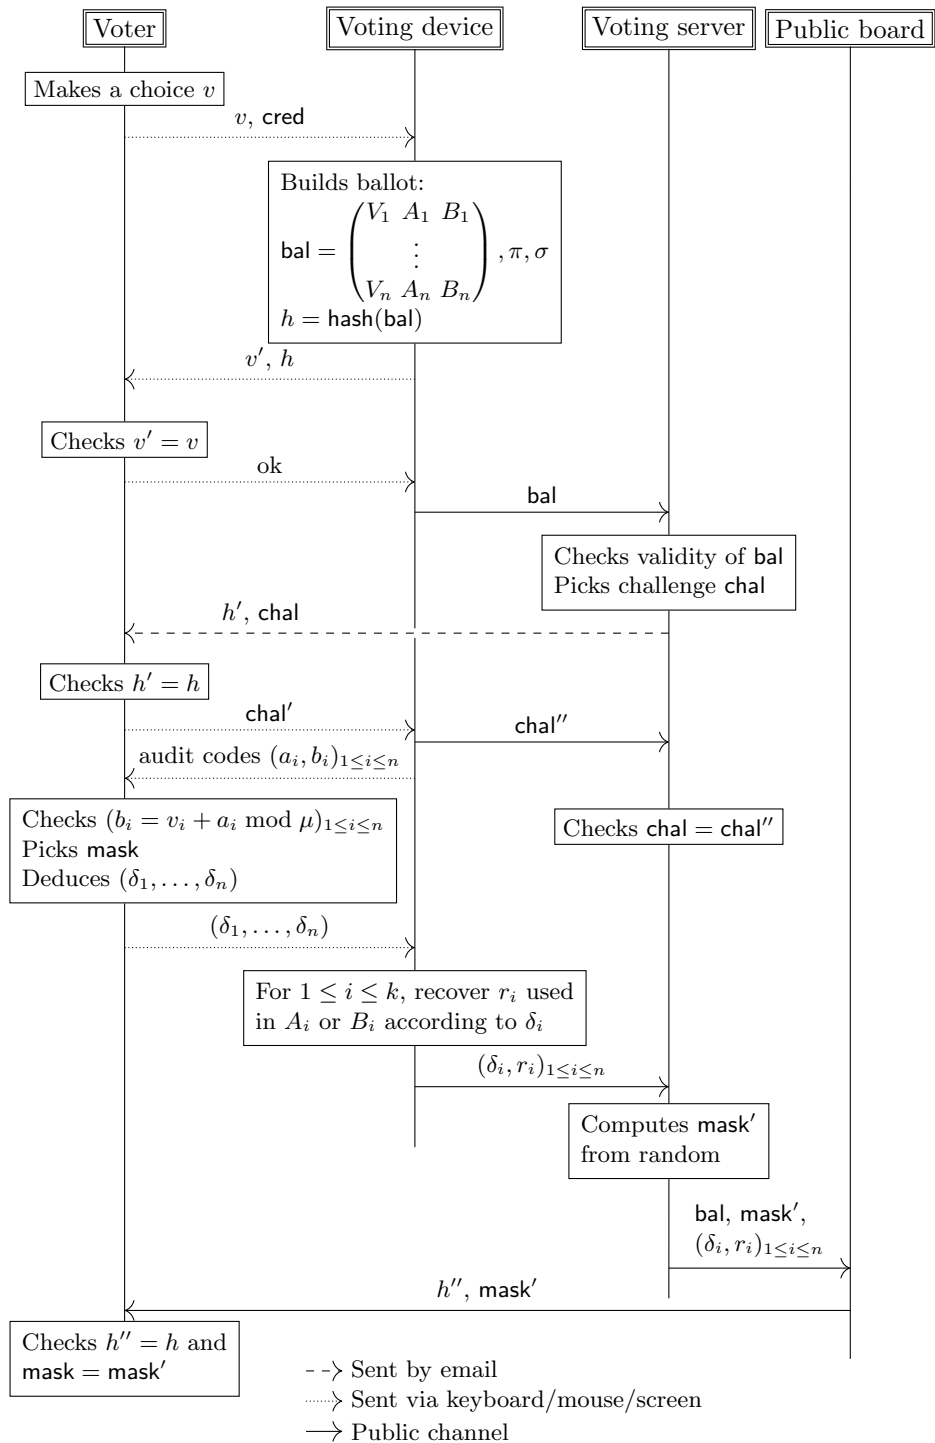 Voter
Voting device
Voting server
Public board
Makes a choice v
v, cred
Builds ballot:
bal = (V₁ A₁ B₁
⋮
Vₙ Aₙ Bₙ), π, σ
h = hash(bal)
v′, h
Checks v′ = v
ok
bal
Checks validity of bal
Picks challenge chal
h′, chal
Checks h′ = h
chal′
chal″
audit codes (aᵢ, bᵢ)₁≤ᵢ≤ₙ
Checks (bᵢ = vᵢ + aᵢ mod μ)₁≤ᵢ≤ₙ
Picks mask
Deduces (δ₁, . . . , δₙ)
Checks chal = chal″
(δ₁, . . . , δₙ)
For 1 ≤ i ≤ k, recover rᵢ used
in Aᵢ or Bᵢ according to δᵢ
(δᵢ, rᵢ)₁≤ᵢ≤ₙ
Computes mask′
from random
bal, mask′,
(δᵢ, rᵢ)₁≤ᵢ≤ₙ
h″, mask′
Checks h″ = h and
mask = mask′
Sent by email
Sent via keyboard/mouse/screen
Public channel